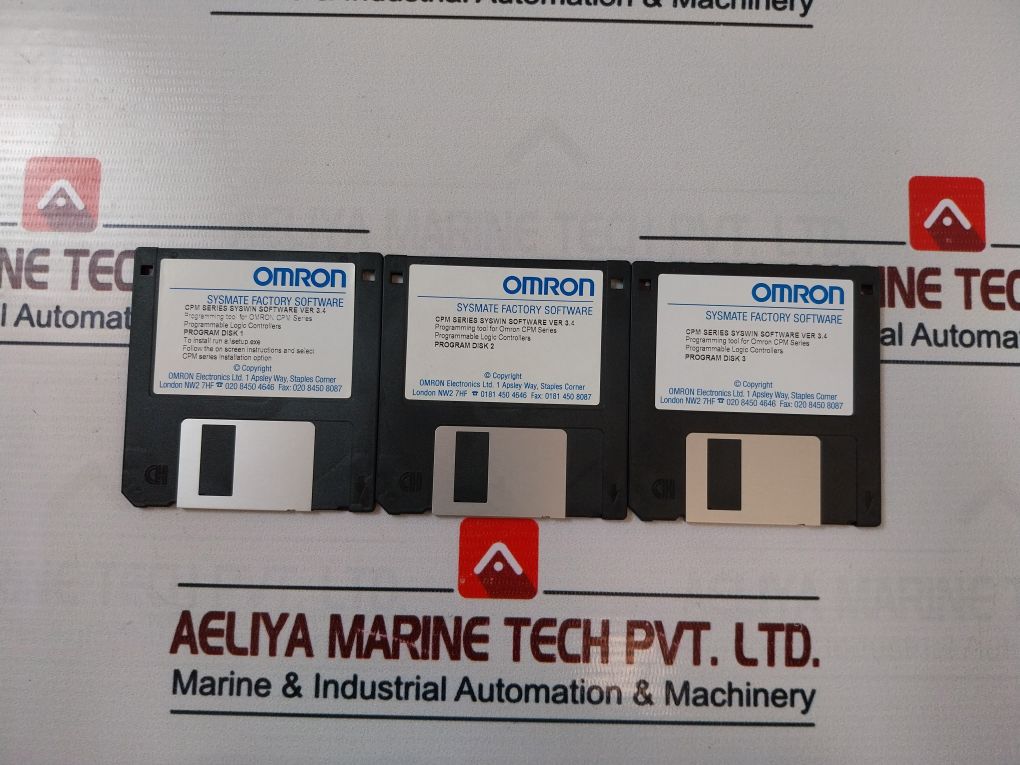 & Industrial Automation & Machinery
NE TEC
l Automat
OMRON
SYSMATE FACTORY SOFTWARE
CPM SERIES SYSWIN SOFTWARE VER 3.4
Programming tool for OMRON CPM Series
Programmable Logic Controllers
PROGRAM DISK 1
To install run a:\setup.exe
Follow the on screen instructions and select
CPM series installation option
© Copyright
OMRON Electronics Ltd. 1 Apsley Way, Staples Corner
London NW2 7HF ☎ 020 8450 4646 Fax: 020 8450 8087
OMRON
SYSMATE FACTORY SOFTWARE
CPM SERIES SYSWIN SOFTWARE VER 3.4
Programming tool for Omron CPM Series
Programmable Logic Controllers
PROGRAM DISK 2
© Copyright
OMRON Electronics Ltd. 1 Apsley Way, Staples Corner
London NW2 7HF ☎ 0181 450 4646 Fax: 0181 450 8087
OMRON
SYSMATE FACTORY SOFTWARE
CPM SERIES SYSWIN SOFTWARE VER 3.4
Programming tool for Omron CPM Series
Programmable Logic Controllers
PROGRAM DISK 3
© Copyright
OMRON Electronics Ltd. 1 Apsley Way, Staples Corner
London NW2 7HF ☎ 020 8450 4646 Fax: 020 8450 8087
INE
al Automa
AELIYA MARINE TECH PVT. LTD.
Marine & Industrial Automation & Machinery